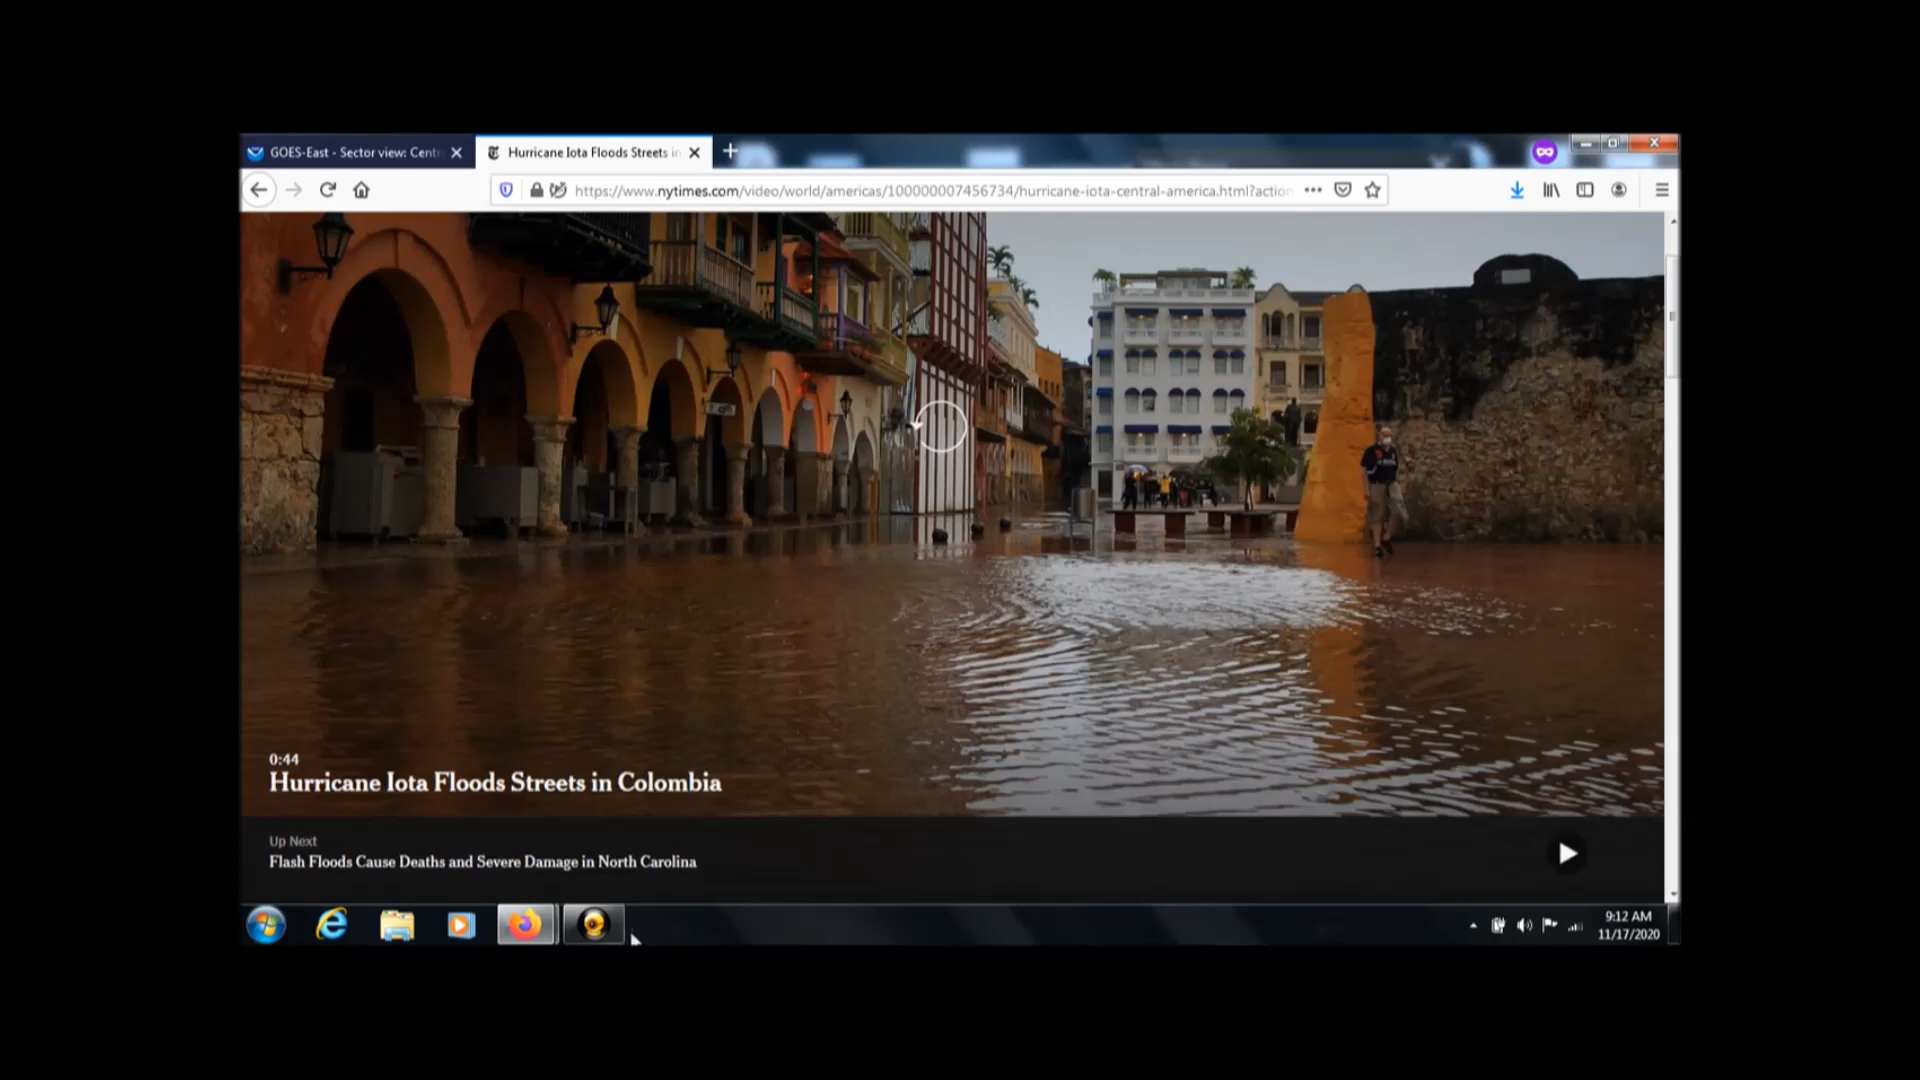 GOES-East - Sector view: Centr
Hurricane Iota Floods Streets in
https://www.nytimes.com/video/world/americas/100000007456734/hurricane-iota-central-america.html?action
0:44
Hurricane Iota Floods Streets in Colombia
Up Next
Flash Floods Cause Deaths and Severe Damage in North Carolina
9:12 AM
11/17/2020